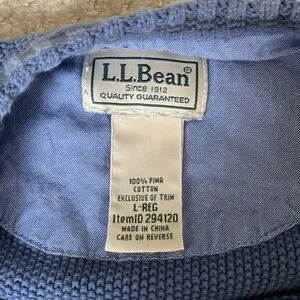 L.L.Bean®
Since 1912
QUALITY GUARANTEED
100% PIMA
COTTON
EXCLUSIVE OF TRIM
L-REG
ItemID 294120
MADE IN CHINA
CARE ON REVERSE